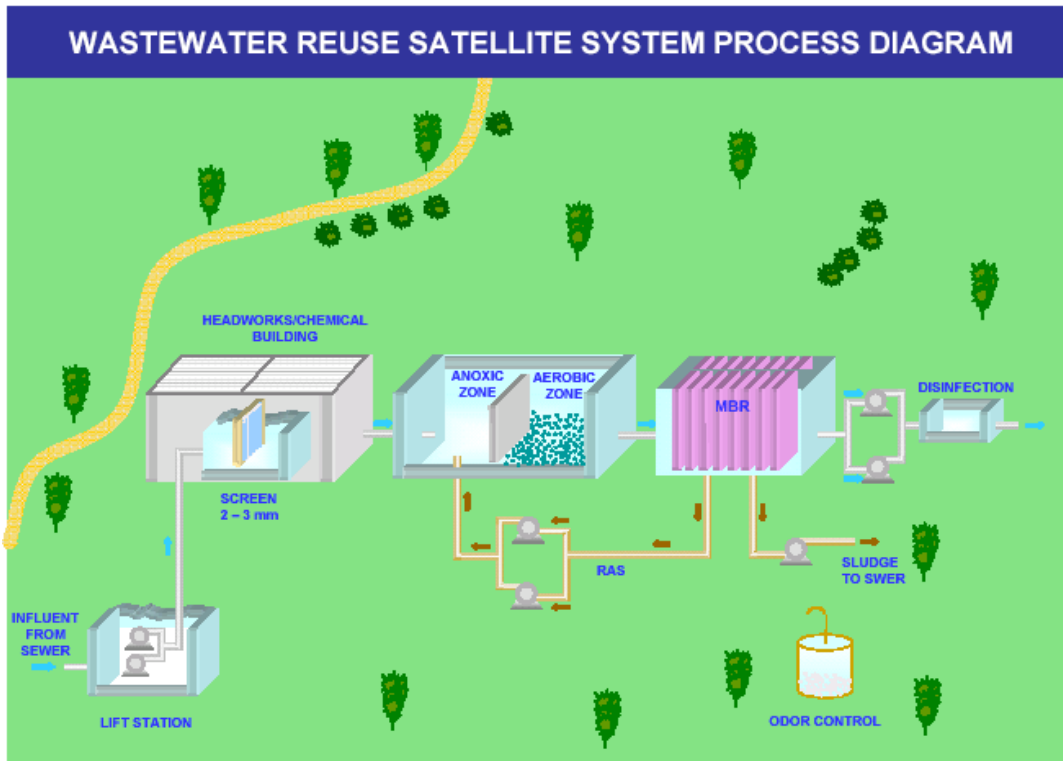 WASTEWATER REUSE SATELLITE SYSTEM PROCESS DIAGRAM
HEADWORKS/CHEMICAL
BUILDING
ANOXIC
ZONE
AEROBIC
ZONE
MBR
DISINFECTION
SCREEN
2 – 3 mm
RAS
SLUDGE
TO SWER
INFLUENT
FROM
SEWER
LIFT STATION
ODOR CONTROL